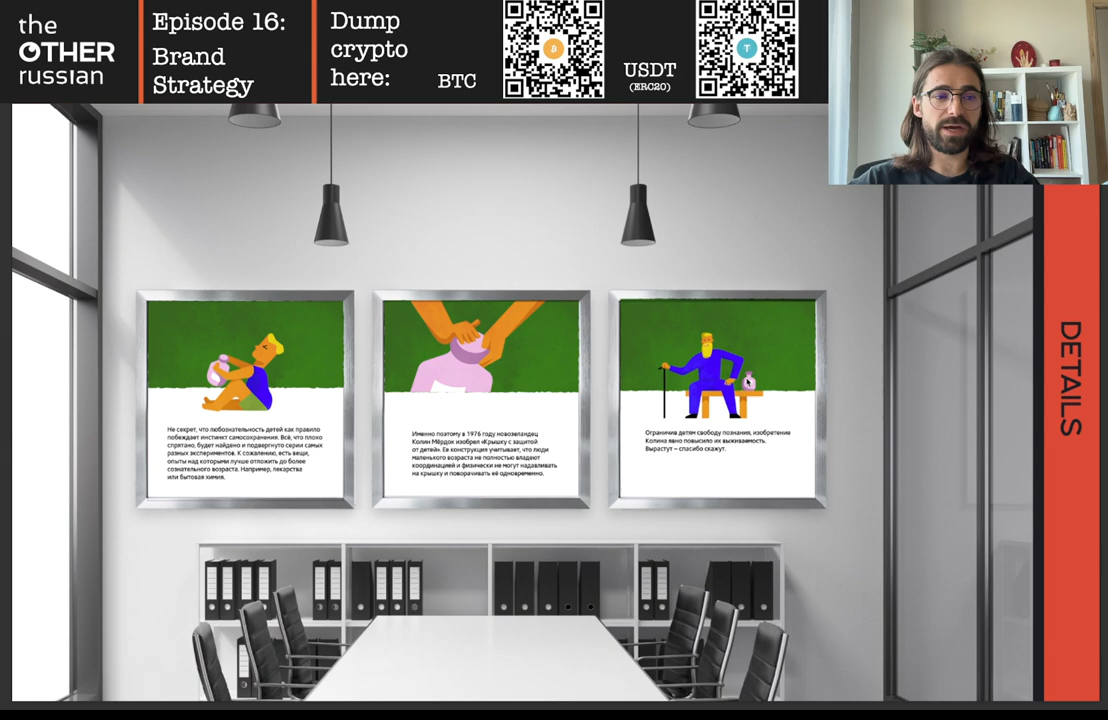 the
OTHER
russian
Episode 16:
Brand
Strategy
Dump
crypto
here:
BTC
USDT
(ERC20)
DETAILS
Не секрет, что любознательность детей как правило
побеждает инстинкт самосохранения. Всё, что плохо
спрятано, будет найдено и подвергнуто серии самых
разных экспериментов. К сожалению, есть вещи,
опыты над которыми лучше отложить до более
сознательного возраста. Например, лекарства
или бытовая химия.
Именно поэтому в 1976 году новозеландец
Колин Мёрдок изобрел «Крышку с защитой
от детей». Ее конструкция учитывает, что люди
маленького возраста не полностью владеют
координацией и физически не могут надавливать
на крышку и поворачивать её одновременно.
Ограничив детям свободу познания, изобретение
Колина явно повысило их выживаемость.
Вырастут – спасибо скажут.